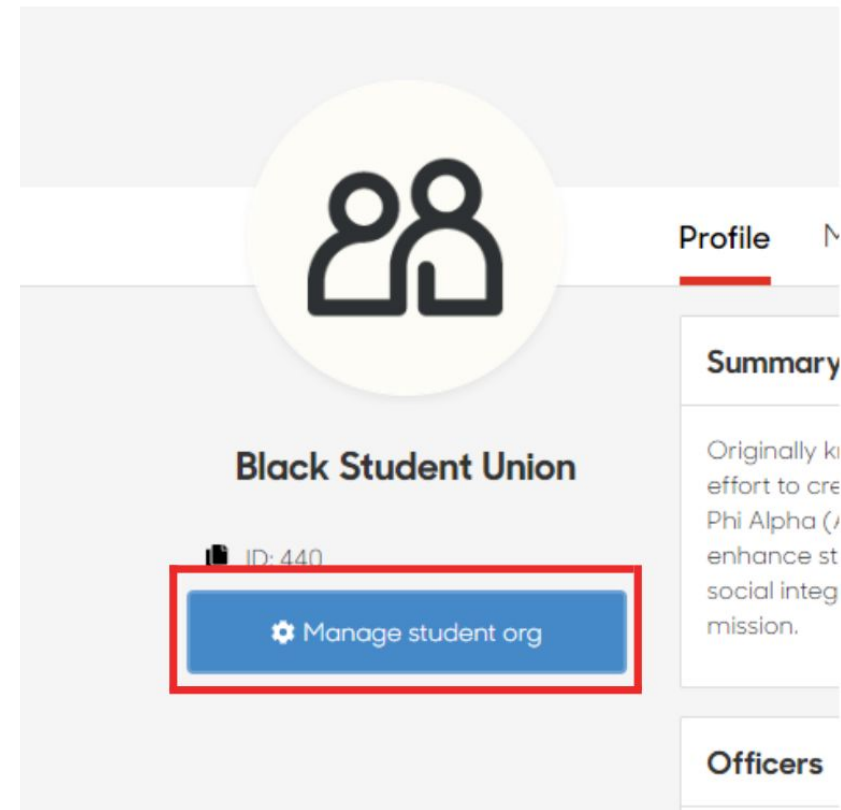 Profile
Summary
Originally
effort to
Phi Alpha
enhance
social
mission.
Black Student Union
ID: 440
Manage student org
Officers